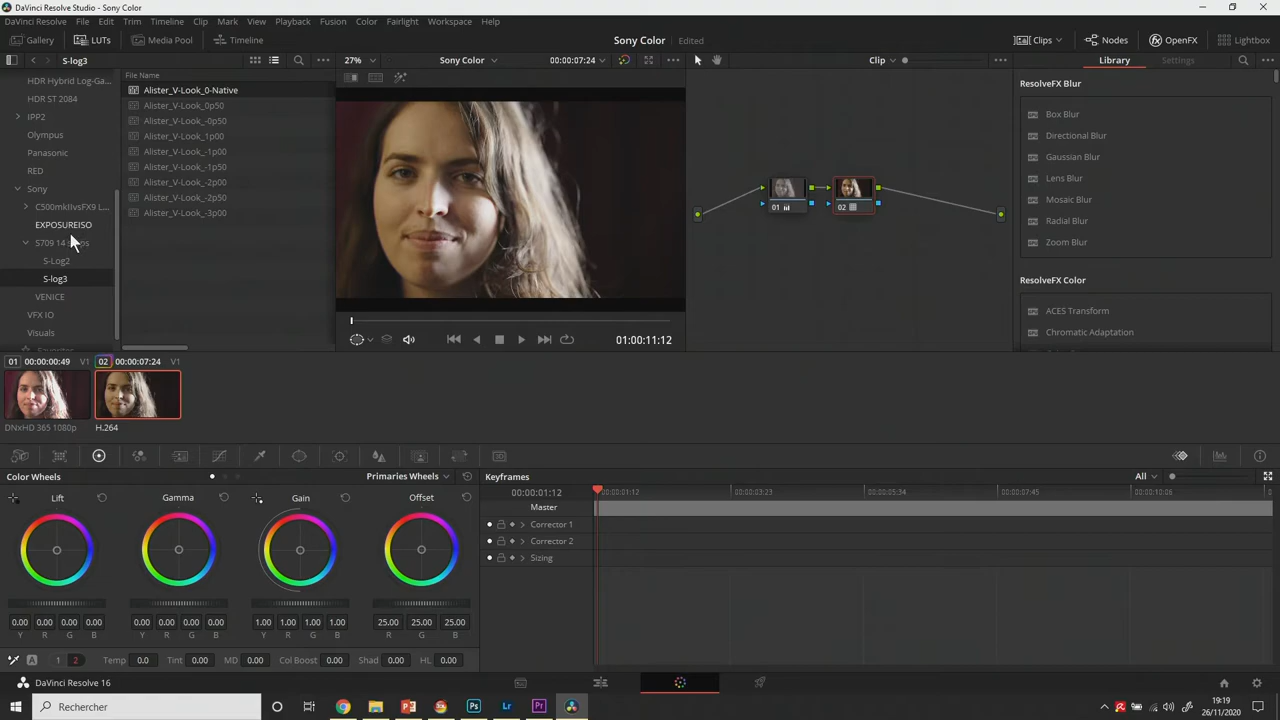 DaVinci Resolve Studio - Sony Color
DaVinci Resolve File Edit Trim Timeline Clip Mark View Playback Fusion Color Fairlight Workspace Help
Gallery LUTs Media Pool Timeline Sony Color Edited Clips Nodes OpenFX Lightbox
S-log3 27% Sony Color 00:00:07:24 Clip Library Settings
HDR Hybrid Log-Ga...
HDR ST 2084
IPP2
Olympus
Panasonic
RED
Sony
C500mkIIvsFX9 L...
EXPOSUREISO
S-Log2
S-log3
VENICE
VFX IO
Visuals
File Name
Alister_V-Look_0-Native
Alister_V-Look_0p50
Alister_V-Look_-0p50
Alister_V-Look_1p00
Alister_V-Look_-1p00
Alister_V-Look_-1p50
Alister_V-Look_-2p00
Alister_V-Look_-2p50
Alister_V-Look_-3p00
01:00:11:12
01
02
ResolveFX Blur
Box Blur
Directional Blur
Gaussian Blur
Lens Blur
Mosaic Blur
Radial Blur
Zoom Blur
ResolveFX Color
ACES Transform
Chromatic Adaptation
01 00:00:00:49 V1 02 00:00:07:24 V1
DNxHD 365 1080p H.264
Color Wheels Primaries Wheels
Lift Gamma Gain Offset
0.00 0.00 0.00 0.00 0.00 0.00 0.00 0.00 1.00 1.00 1.00 1.00 25.00 25.00 25.00
Y R G B Y R G B Y R G B R G B
A 1 2 Temp 0.0 Tint 0.00 MD 0.00 Col Boost 0.00 Shad 0.00 HL 0.00
Keyframes All
00:00:01:12 00:00:01:12 00:00:03:23 00:00:05:34 00:00:07:45 00:00:10:06
Master
Corrector 1
Corrector 2
Sizing
DaVinci Resolve 16
Rechercher
Ps Lr Pr
19:19
26/11/2020